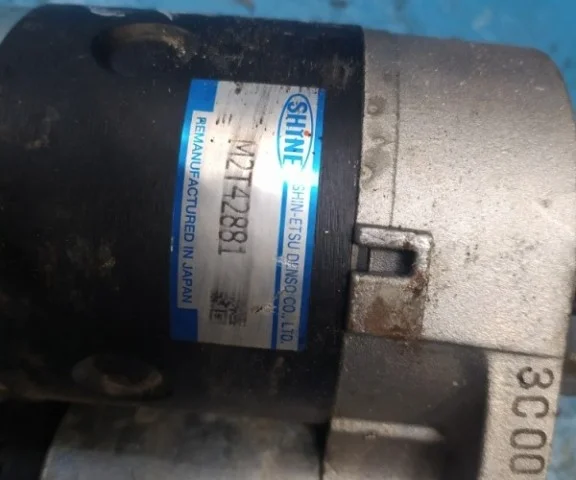 SHiNE
SHIN-ETSU DENSO CO., LTD.
M2T42881
REMANUFACTURED IN JAPAN
3C00